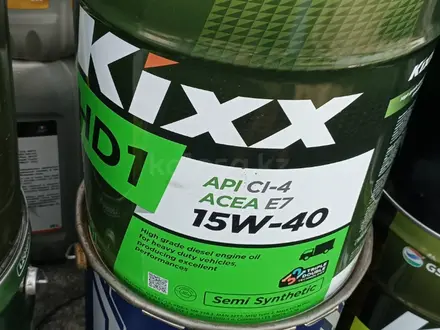 Kixx
HD1
API CI-4
ACEA E7
15W-40
High grade diesel engine oil
for heavy duty vehicles,
producing excellent
performances
Semi Synthetic